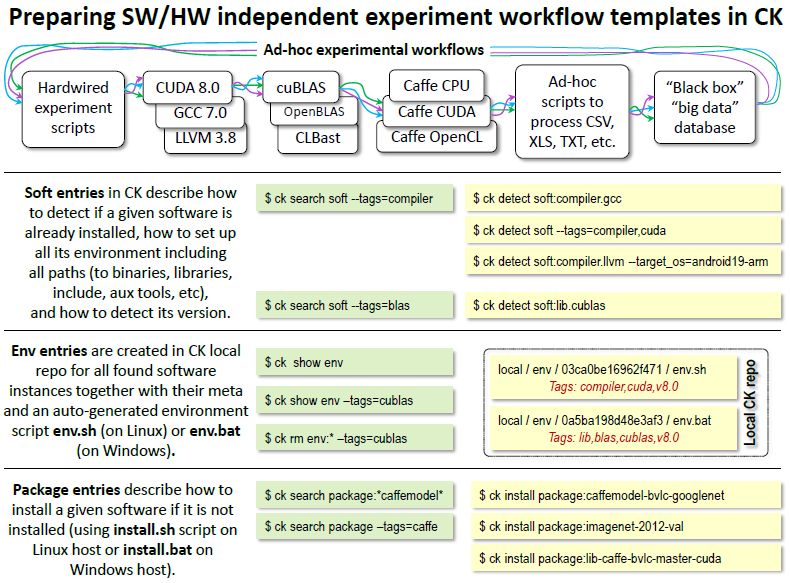 Preparing SW/HW independent experiment workflow templates in CK
Ad-hoc experimental workflows
Hardwired
experiment
scripts
CUDA 8.0
GCC 7.0
LLVM 3.8
cuBLAS
OpenBLAS
CLBast
Caffe CPU
Caffe CUDA
Caffe OpenCL
Ad-hoc
scripts to
process CSV,
XLS, TXT, etc.
“Black box”
“big data”
database
Soft entries in CK describe how
to detect if a given software is
already installed, how to set up
all its environment including
all paths (to binaries, libraries,
include, aux tools, etc),
and how to detect its version.
$ ck search soft --tags=compiler
$ ck search soft --tags=blas
$ ck detect soft:compiler.gcc
$ ck detect soft --tags=compiler,cuda
$ ck detect soft:compiler.llvm --target_os=android19-arm
$ ck detect soft:lib.cublas
Env entries are created in CK local
repo for all found software
instances together with their meta
and an auto-generated environment
script env.sh (on Linux) or env.bat
(on Windows).
$ ck  show env
$ ck show env –tags=cublas
$ ck rm env:* –tags=cublas
local / env / 03ca0be16962f471 / env.sh
Tags: compiler,cuda,v8.0
local / env / 0a5ba198d48e3af3 / env.bat
Tags: lib,blas,cublas,v8.0
Local CK repo
Package entries describe how to
install a given software if it is not
installed (using install.sh script on
Linux host or install.bat on
Windows host).
$ ck search package:*caffemodel*
$ ck search package –tags=caffe
$ ck install package:caffemodel-bvlc-googlenet
$ ck install package:imagenet-2012-val
$ ck install package:lib-caffe-bvlc-master-cuda